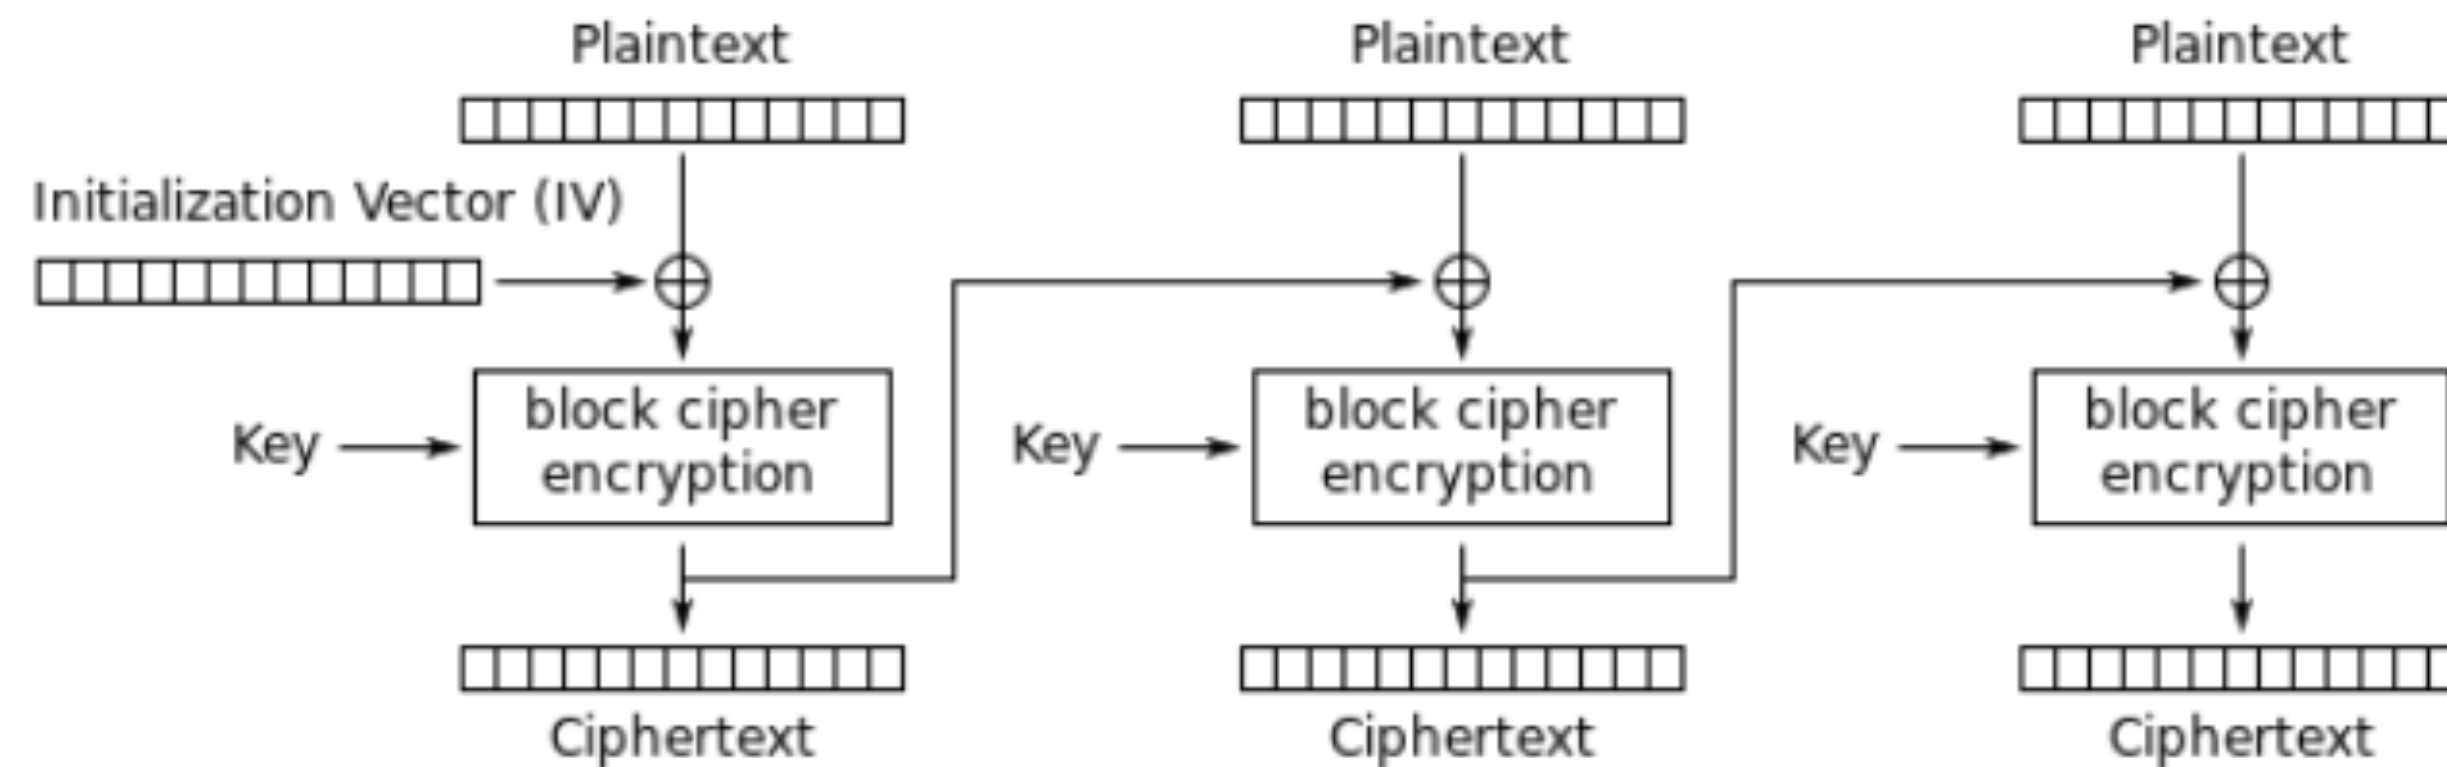 Plaintext
Plaintext
Plaintext
Initialization Vector (IV)
Key
block cipher
encryption
Key
block cipher
encryption
Key
block cipher
encryption
Ciphertext
Ciphertext
Ciphertext